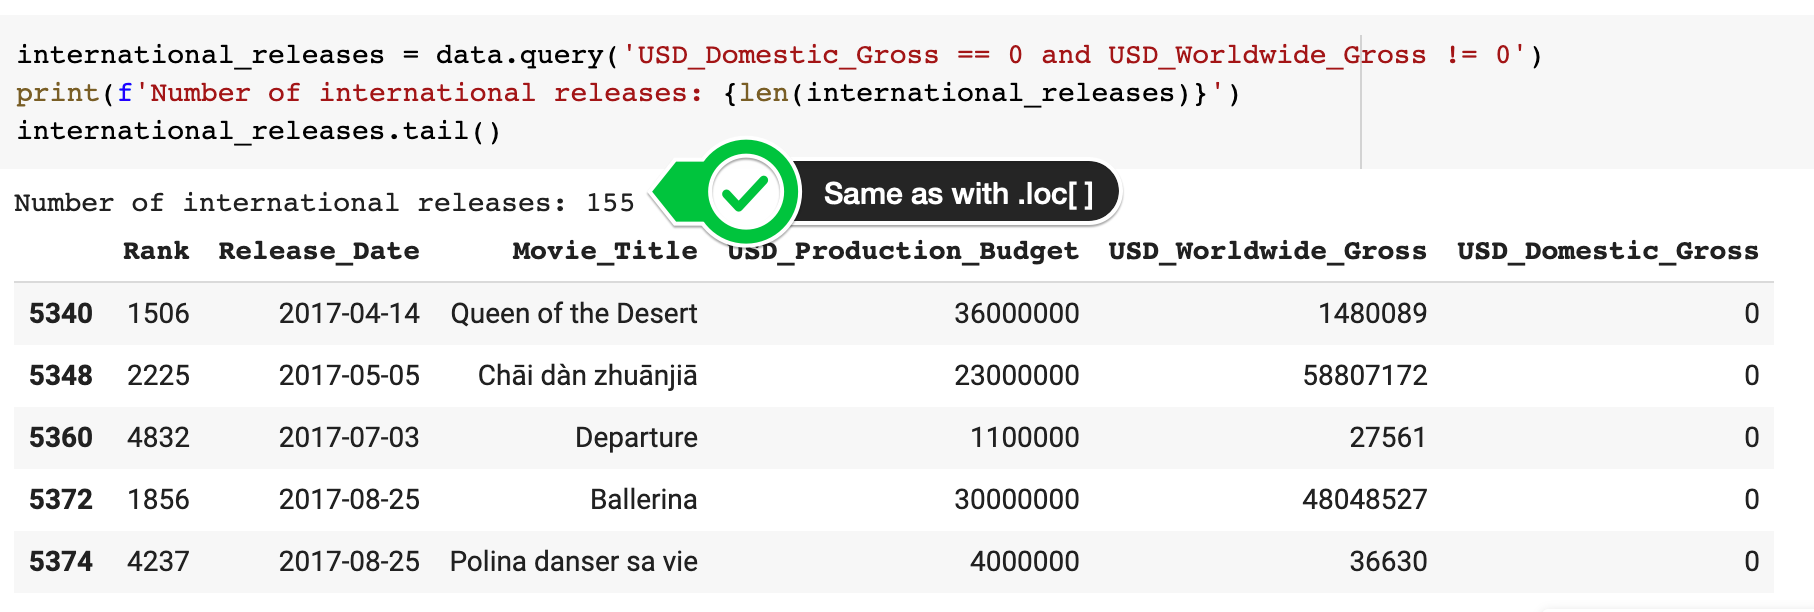 international_releases = data.query('USD_Domestic_Gross == 0 and USD_Worldwide_Gross != 0')
print(f'Number of international releases: {len(international_releases)}')
international_releases.tail()
Number of international releases: 155
Same as with .loc[ ]
Rank Release_Date Movie_Title USD_Production_Budget USD_Worldwide_Gross USD_Domestic_Gross
5340 1506 2017-04-14 Queen of the Desert 36000000 1480089 0
5348 2225 2017-05-05 Chāi dàn zhuānjiā 23000000 58807172 0
5360 4832 2017-07-03 Departure 1100000 27561 0
5372 1856 2017-08-25 Ballerina 30000000 48048527 0
5374 4237 2017-08-25 Polina danser sa vie 4000000 36630 0